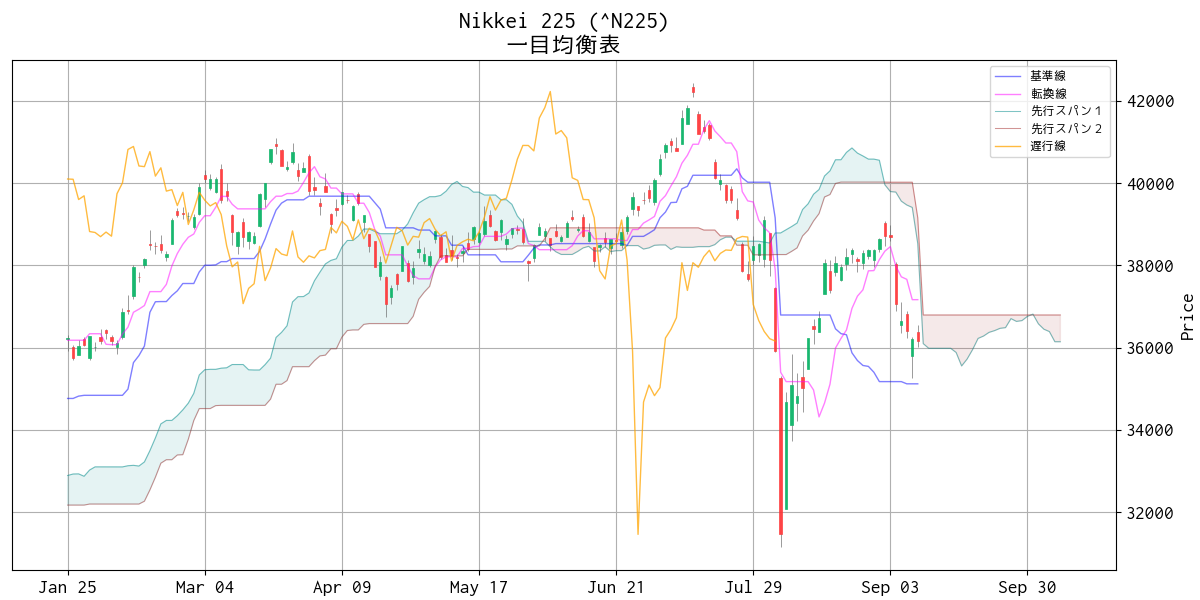 Nikkei 225 (^N225)
一目均衡表
基準線
転換線
先行スパン１
先行スパン２
遅行線
42000
40000
38000
36000
34000
32000
Price
Jan 25
Mar 04
Apr 09
May 17
Jun 21
Jul 29
Sep 03
Sep 30